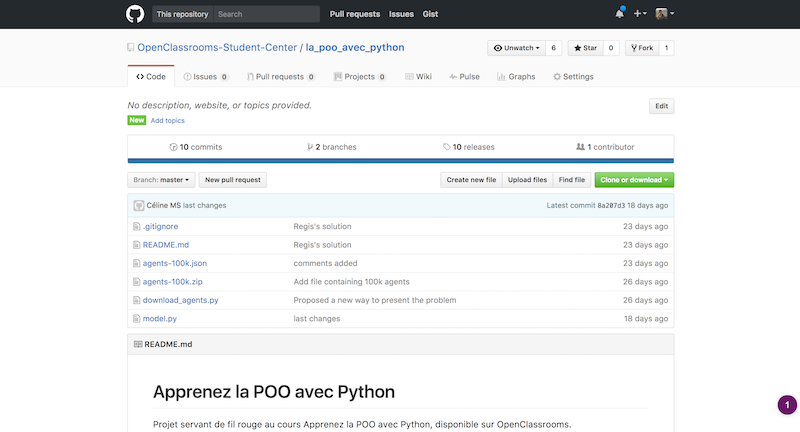 This repository Search Pull requests Issues Gist
OpenClassrooms-Student-Center / la_poo_avec_python Unwatch 6 Star 0 Fork 1
Code Issues 0 Pull requests 0 Projects 0 Wiki Pulse Graphs Settings
No description, website, or topics provided. Edit
New Add topics
10 commits 2 branches 10 releases 1 contributor
Branch: master New pull request Create new file Upload files Find file Clone or download
Céline MS last changes Latest commit 8a207d3 18 days ago
.gitignore Regis's solution 23 days ago
README.md Regis's solution 23 days ago
agents-100k.json comments added 23 days ago
agents-100k.zip Add file containing 100k agents 26 days ago
download_agents.py Proposed a new way to present the problem 26 days ago
model.py last changes 18 days ago
README.md
Apprenez la POO avec Python
Projet servant de fil rouge au cours Apprenez la POO avec Python, disponible sur OpenClassrooms.
1